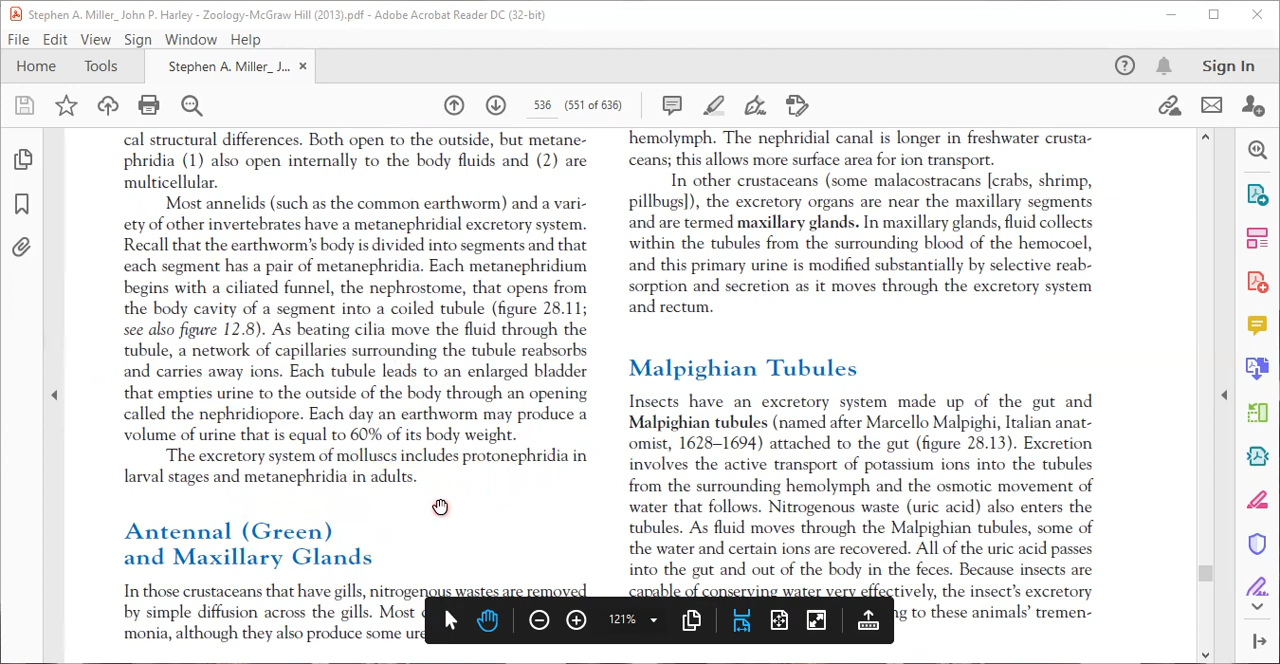 Stephen A. Miller_ John P. Harley - Zoology-McGraw Hill (2013).pdf - Adobe Acrobat Reader DC (32-bit)
File Edit View Sign Window Help
Home Tools Stephen A. Miller_ J... × Sign In
536 (551 of 636)
cal structural differences. Both open to the outside, but metane-
phridia (1) also open internally to the body fluids and (2) are
multicellular.
Most annelids (such as the common earthworm) and a vari-
ety of other invertebrates have a metanephridial excretory system.
Recall that the earthworm's body is divided into segments and that
each segment has a pair of metanephridia. Each metanephridium
begins with a ciliated funnel, the nephrostome, that opens from
the body cavity of a segment into a coiled tubule (figure 28.11;
see also figure 12.8). As beating cilia move the fluid through the
tubule, a network of capillaries surrounding the tubule reabsorbs
and carries away ions. Each tubule leads to an enlarged bladder
that empties urine to the outside of the body through an opening
called the nephridiopore. Each day an earthworm may produce a
volume of urine that is equal to 60% of its body weight.
The excretory system of molluscs includes protonephridia in
larval stages and metanephridia in adults.
Antennal (Green)
and Maxillary Glands
In those crustaceans that have gills, nitrogenous wastes are removed
by simple diffusion across the gills. Most
monia, although they also produce some
hemolymph. The nephridial canal is longer in freshwater crusta-
ceans; this allows more surface area for ion transport.
In other crustaceans (some malacostracans [crabs, shrimp,
pillbugs]), the excretory organs are near the maxillary segments
and are termed maxillary glands. In maxillary glands, fluid collects
within the tubules from the surrounding blood of the hemocoel,
and this primary urine is modified substantially by selective reab-
sorption and secretion as it moves through the excretory system
and rectum.
Malpighian Tubules
Insects have an excretory system made up of the gut and
Malpighian tubules (named after Marcello Malpighi, Italian anat-
omist, 1628–1694) attached to the gut (figure 28.13). Excretion
involves the active transport of potassium ions into the tubules
from the surrounding hemolymph and the osmotic movement of
water that follows. Nitrogenous waste (uric acid) also enters the
tubules. As fluid moves through the Malpighian tubules, some of
the water and certain ions are recovered. All of the uric acid passes
into the gut and out of the body in the feces. Because insects are
capable of conserving water very effectively, the insect's excretory
to these animals' tremen-
121%